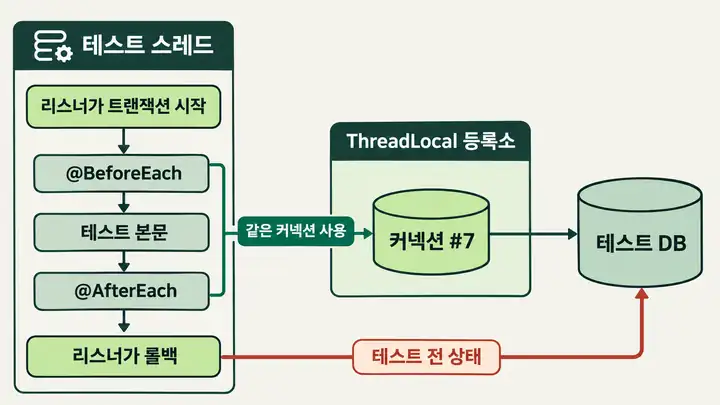 테스트 스레드
리스너가 트랜잭션 시작
@BeforeEach
테스트 본문
@AfterEach
리스너가 롤백
같은 커넥션 사용
ThreadLocal 등록소
커넥션 #7
테스트 DB
테스트 전 상태